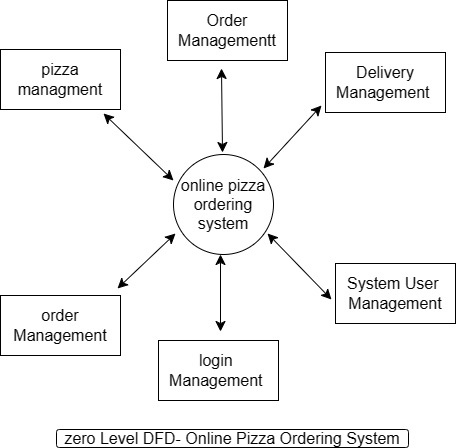 Order
Managementt
pizza
managment
Delivery
Management
online pizza
ordering
system
System User
Management
order
Management
login
Management
zero Level DFD- Online Pizza Ordering System